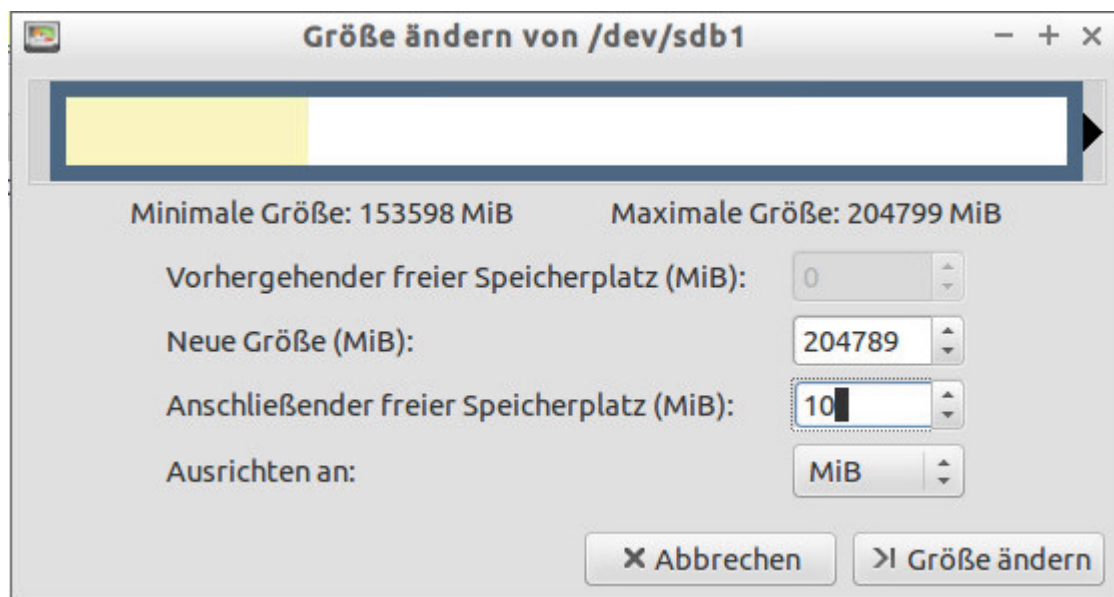 Größe ändern von /dev/sdb1
Minimale Größe: 153598 MiB Maximale Größe: 204799 MiB
Vorhergehender freier Speicherplatz (MiB): 0
Neue Größe (MiB): 204789
Anschließender freier Speicherplatz (MiB): 10
Ausrichten an: MiB
Abbrechen Größe ändern